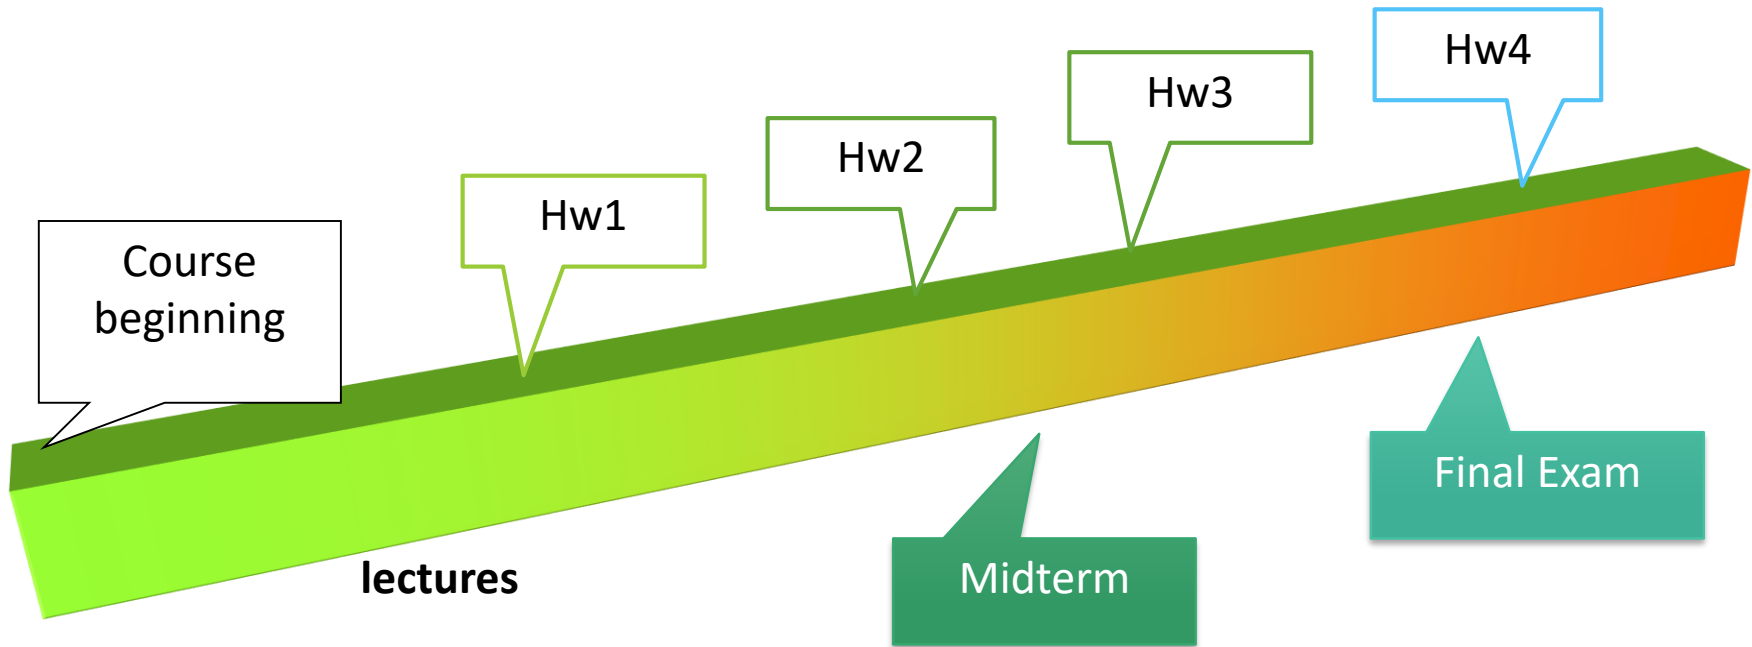 Course
beginning
Hw1
Hw2
Hw3
Hw4
lectures
Midterm
Final Exam